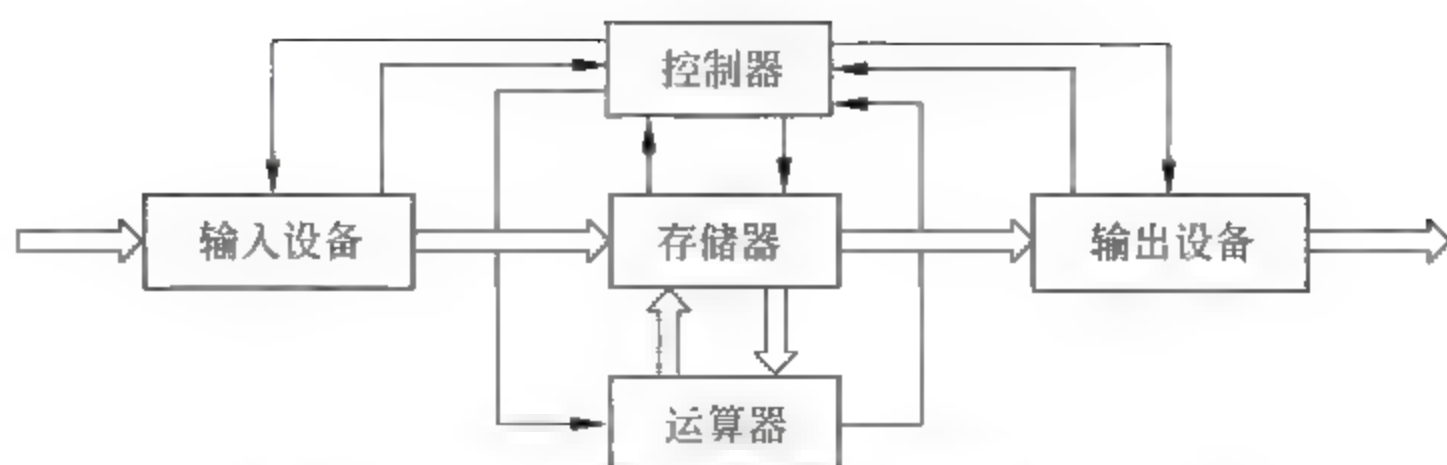 控制器
输入设备
存储器
输出设备
运算器